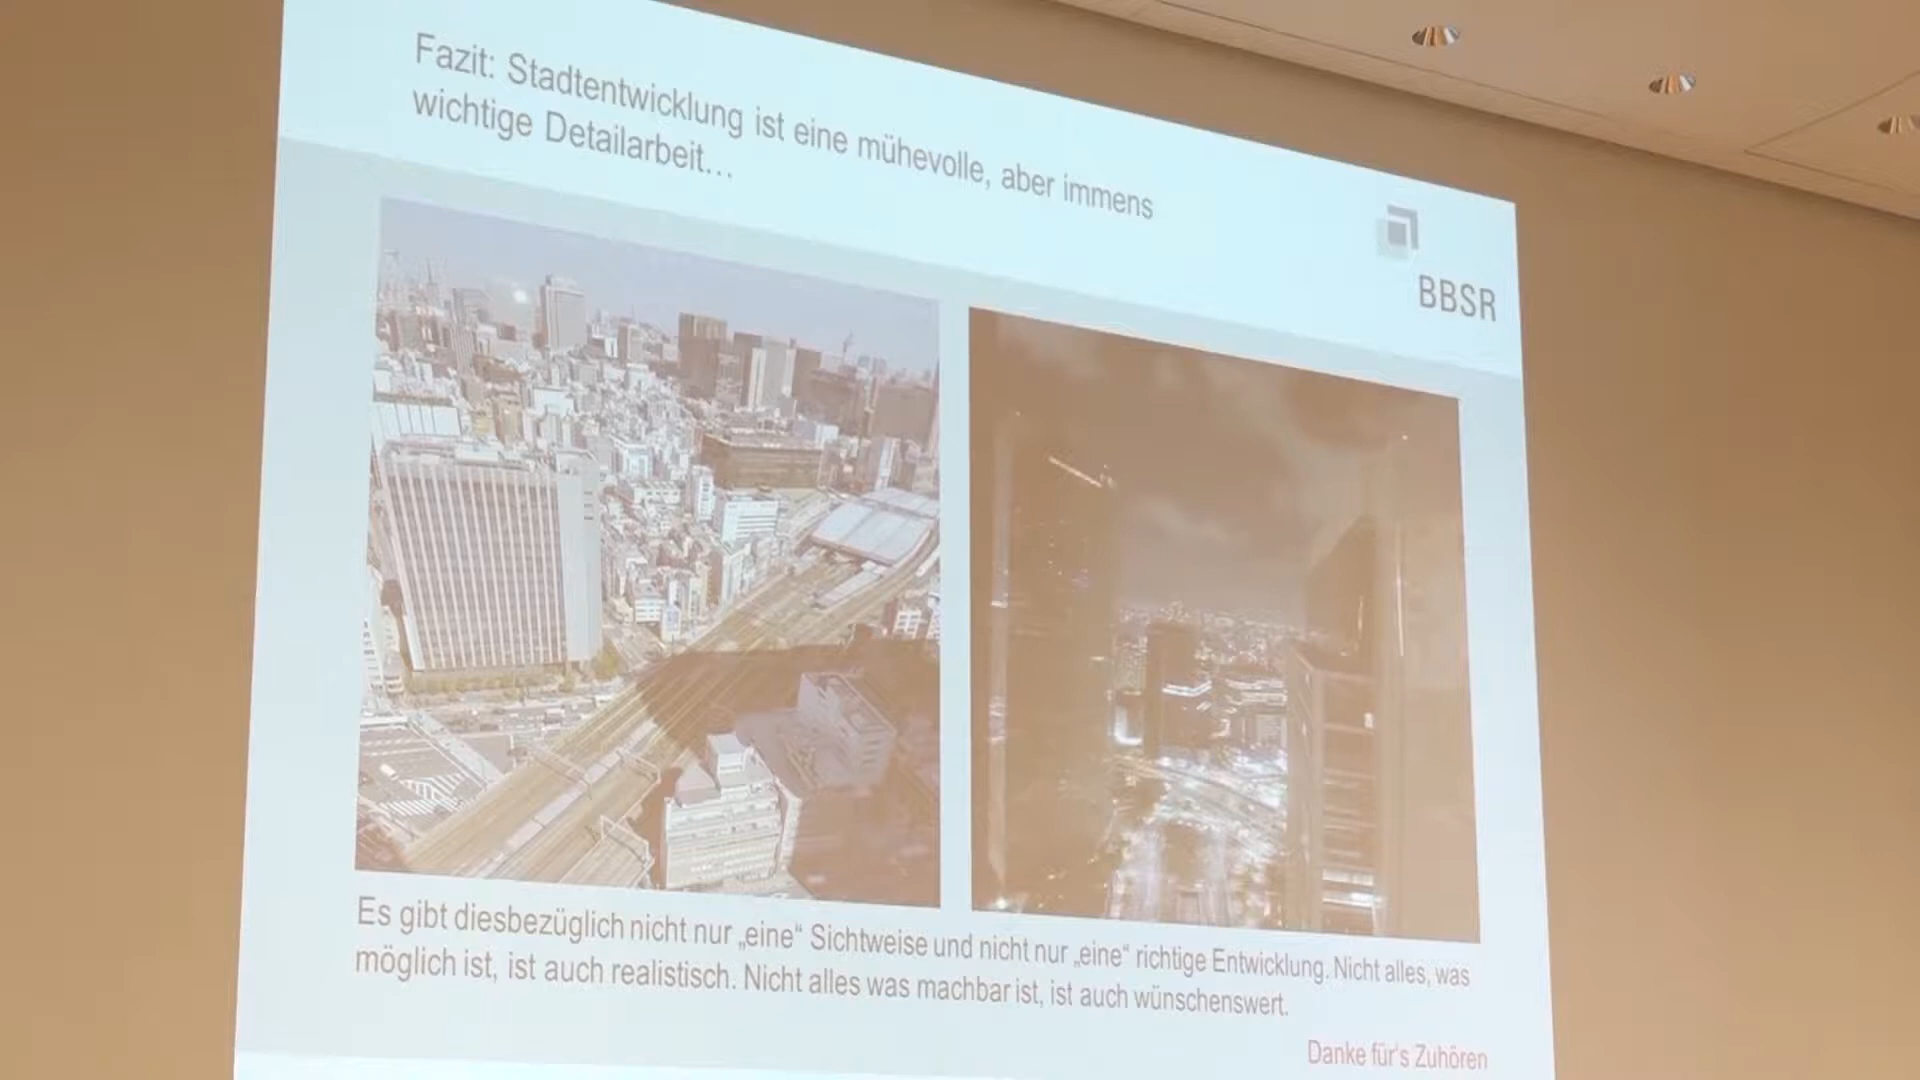 Fazit: Stadtentwicklung ist eine mühevolle, aber immens
wichtige Detailarbeit...
BBSR
Es gibt diesbezüglich nicht nur „eine“ Sichtweise und nicht nur „eine“ richtige Entwicklung. Nicht alles, was
möglich ist, ist auch realistisch. Nicht alles was machbar ist, ist auch wünschenswert.
Danke für's Zuhören